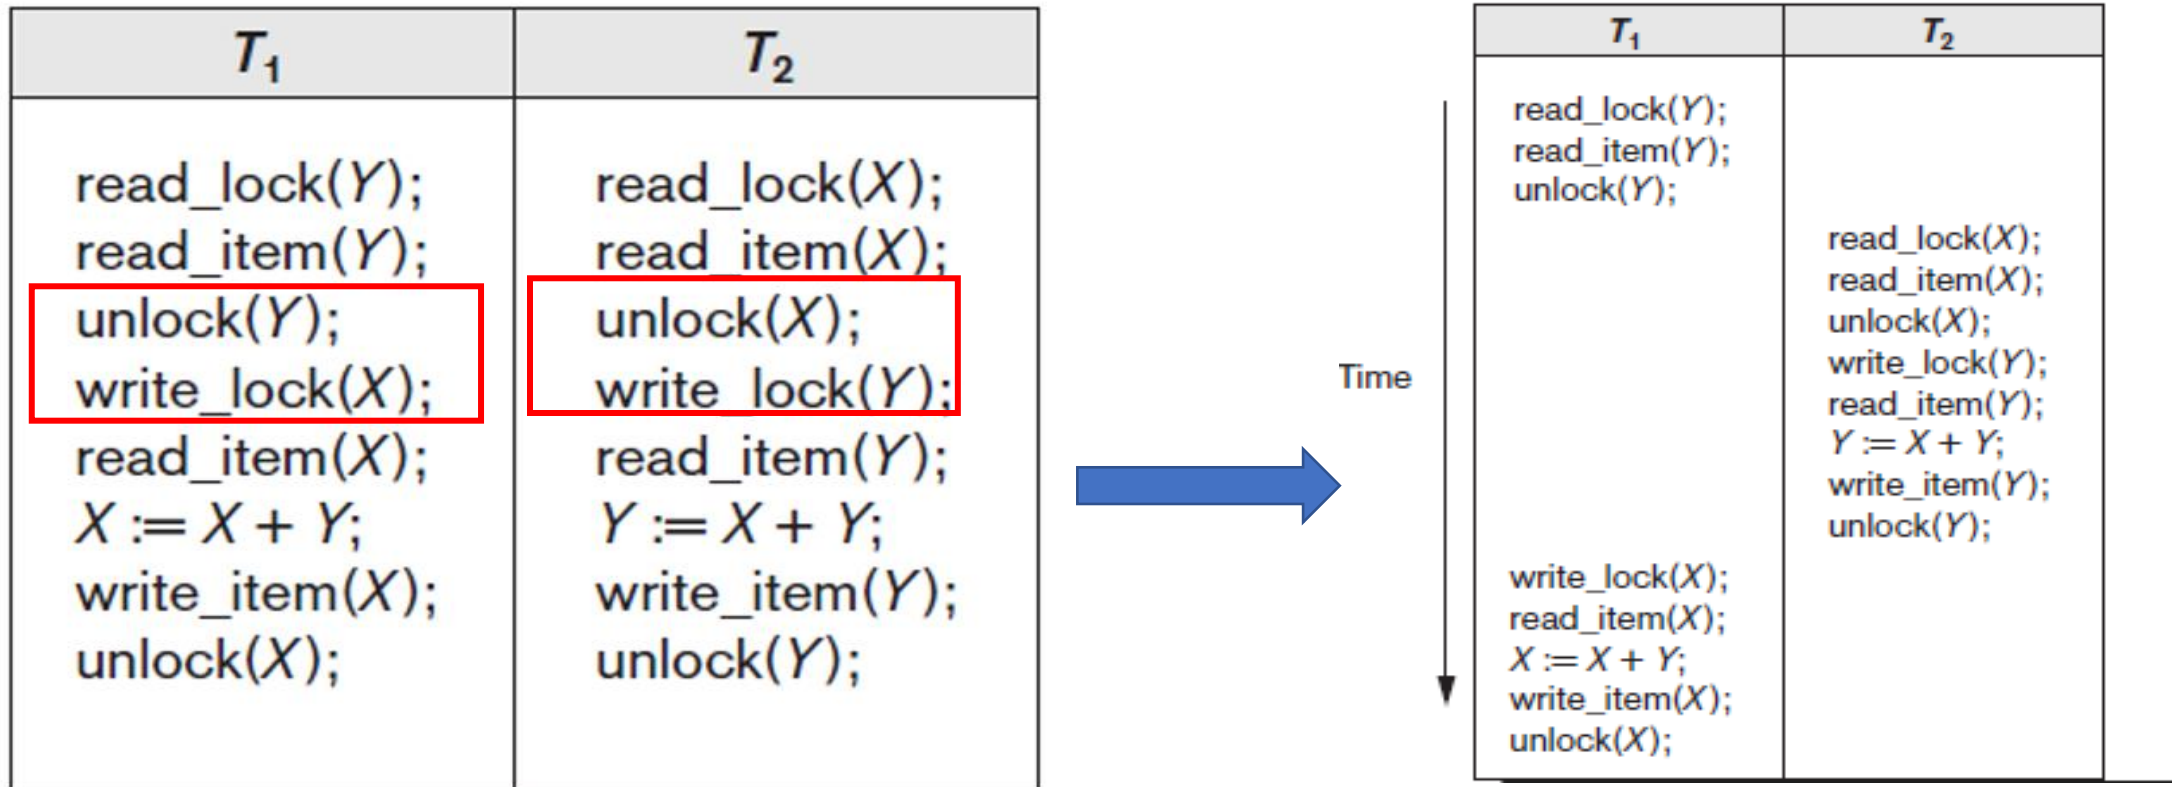 T1
T2
read_lock(Y);
read_item(Y);
unlock(Y);
write_lock(X);
read_item(X);
X := X + Y;
write_item(X);
unlock(X);
read_lock(X);
read_item(X);
unlock(X);
write_lock(Y);
read_item(Y);
Y := X + Y;
write_item(Y);
unlock(Y);
Time
T1
T2
read_lock(Y);
read_item(Y);
unlock(Y);
read_lock(X);
read_item(X);
unlock(X);
write_lock(Y);
read_item(Y);
Y := X + Y;
write_item(Y);
unlock(Y);
write_lock(X);
read_item(X);
X := X + Y;
write_item(X);
unlock(X);